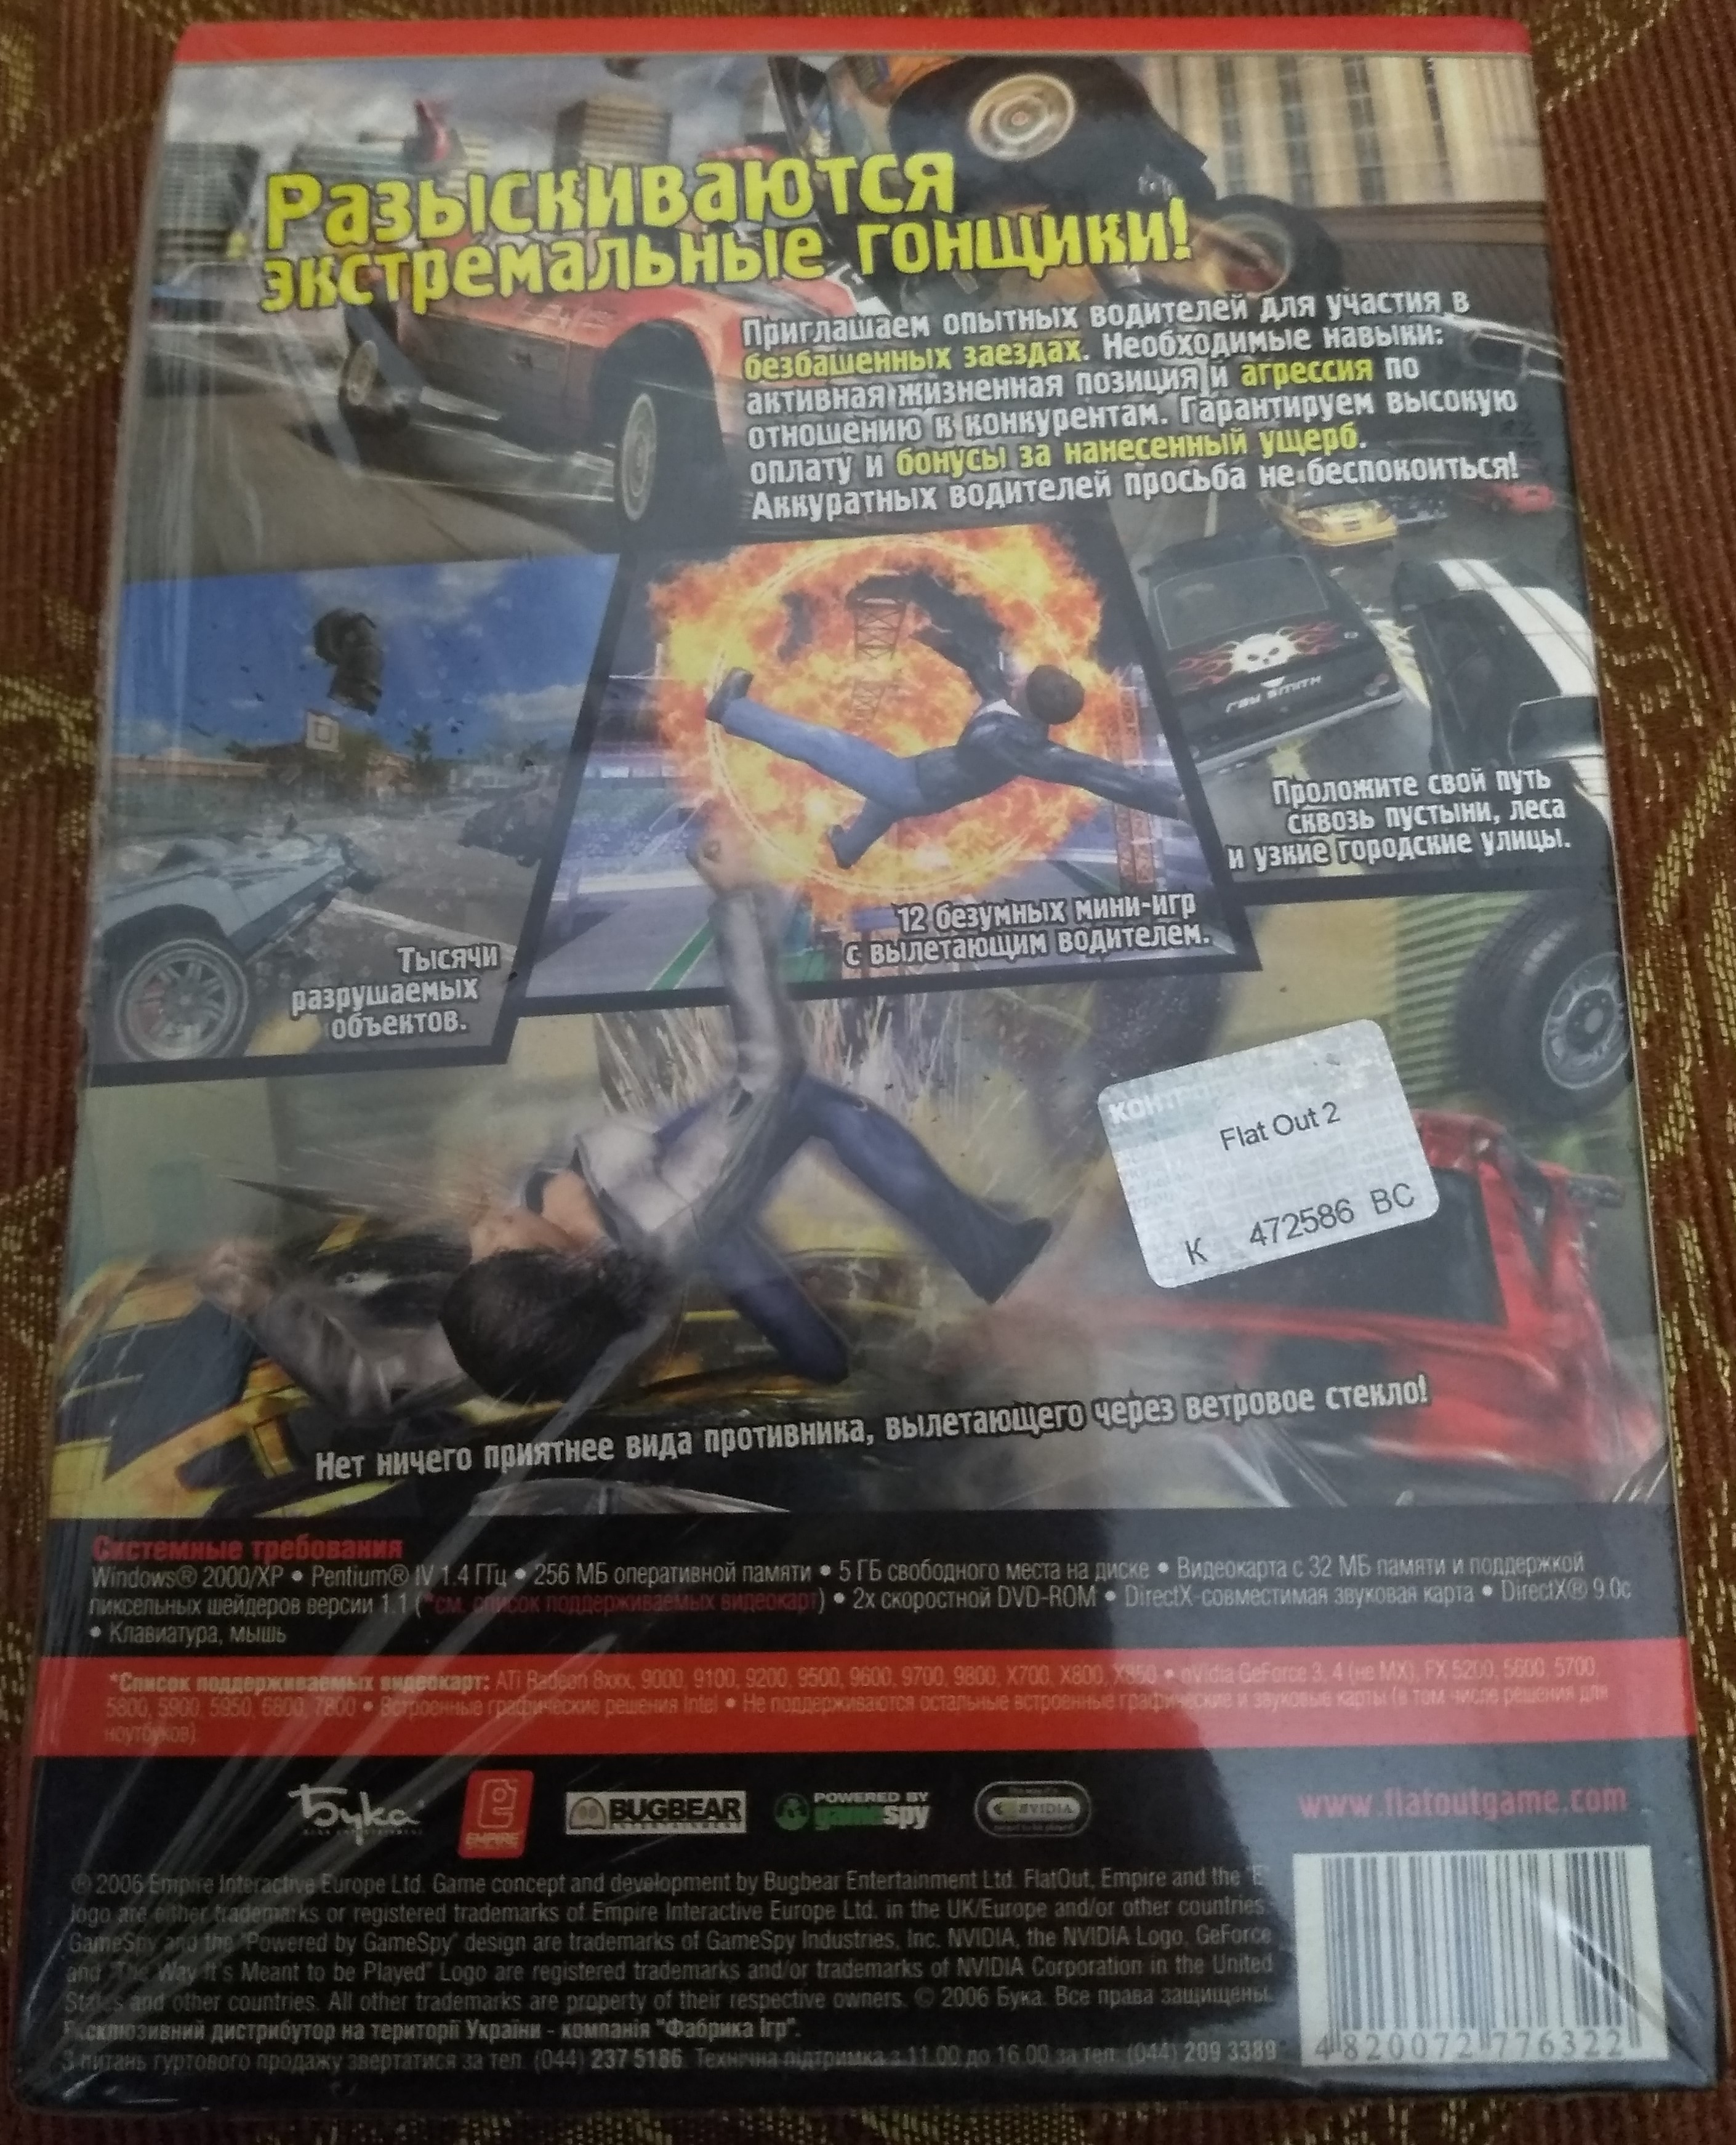 Разыскиваются
экстремальные гонщики!
Приглашаем опытных водителей для участия в
безбашенных заездах. Необходимые навыки:
активная жизненная позиция и агрессия по
отношению к конкурентам. Гарантируем высокую
оплату и бонусы за нанесенный ущерб.
Аккуратных водителей просьба не беспокоиться!
RAY SMITH
Проложите свой путь
сквозь пустыни, леса
и узкие городские улицы.
12 безумных мини-игр
с вылетающим водителем.
Тысячи
разрушаемых
объектов.
Flat Out 2
К 472586 ВС
Нет ничего приятнее вида противника, вылетающего через ветровое стекло!
Системные требования
Windows® 2000/XP • Pentium® IV 1.4 ГГц • 256 МБ оперативной памяти • 5 ГБ свободного места на диске • Видеокарта с 32 МБ памяти и поддержкой
пиксельных шейдеров версии 1.1 (*см. список поддерживаемых видеокарт) • 2x скоростной DVD-ROM • DirectX-совместимая звуковая карта • DirectX® 9.0c
• Клавиатура, мышь
*Список поддерживаемых видеокарт: ATi Radeon 8xxx, 9000, 9100, 9200, 9500, 9600, 9700, 9800, X700, X800, X850 • nVidia GeForce 3, 4 (не MX), FX 5200, 5600, 5700,
5800, 5900, 5950, 6800, 7800 • Встроенные графические решения Intel • Не поддерживаются остальные встроенные графические и звуковые карты (в том числе решения для
ноутбуков)
Бука
EMPIRE
BUGBEAR
ENTERTAINMENT
POWERED BY
gamespy
NVIDIA
www.flatoutgame.com
© 2006 Empire Interactive Europe Ltd. Game concept and development by Bugbear Entertainment Ltd. FlatOut, Empire and the "E"
logo are either trademarks or registered trademarks of Empire Interactive Europe Ltd. in the UK/Europe and/or other countries.
GameSpy and the "Powered by GameSpy" design are trademarks of GameSpy Industries, Inc. NVIDIA, the NVIDIA Logo, GeForce
and "The Way It's Meant to be Played" Logo are registered trademarks and/or trademarks of NVIDIA Corporation in the United
States and other countries. All other trademarks are property of their respective owners. © 2006 Бука. Все права защищены.
Ексклюзивний дистрибутор на території України - компанія "Фабрика Ігр".
З питань гуртового продажу звертатися за тел. (044) 237 5186. Технічна підтримка з 11.00 до 16.00 за тел. (044) 209 3389
4 820072 776322